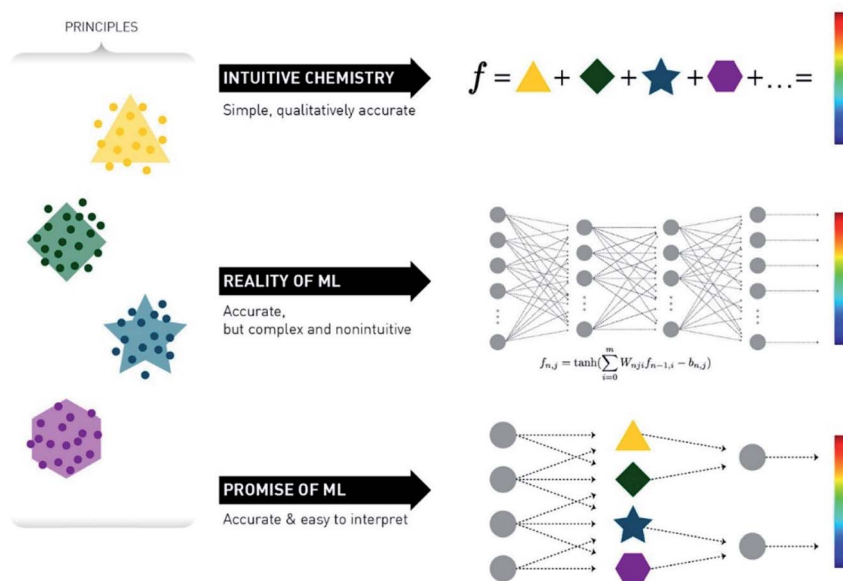 PRINCIPLES
INTUITIVE CHEMISTRY
Simple, qualitatively accurate
f = + + + + ... =
REALITY OF ML
Accurate,
but complex and nonintuitive
f_{n,j} = tanh(∑_{i=0}^{m} W_{nji} f_{n-1,i} − b_{n,j})
PROMISE OF ML
Accurate & easy to interpret